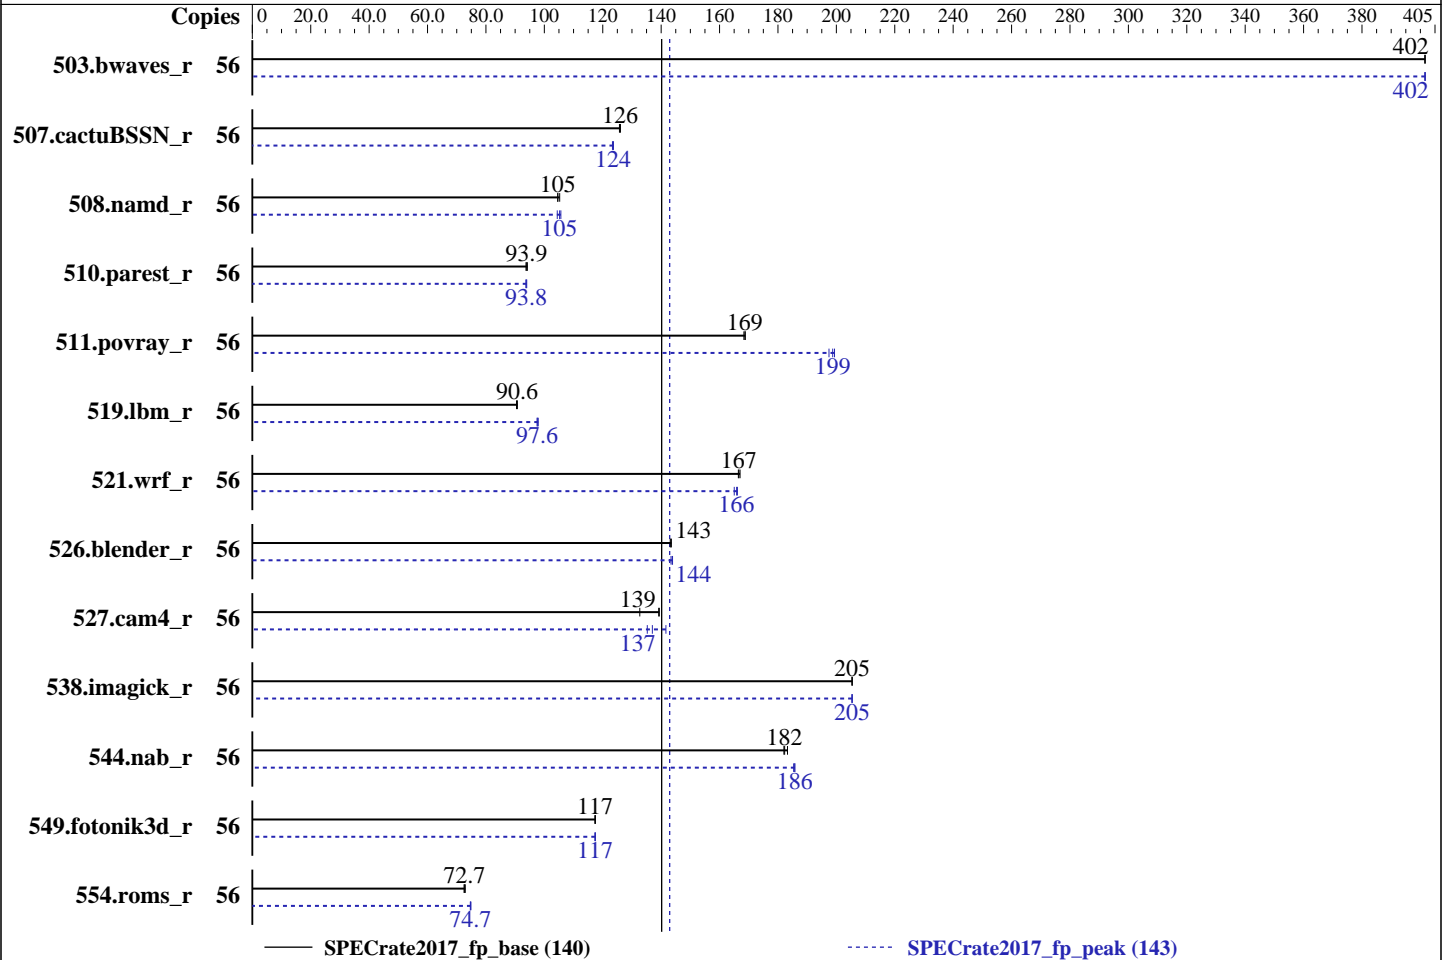 Copies 0 20.0 40.0 60.0 80.0 100 120 140 160 180 200 220 240 260 280 300 320 340 360 380 405
402
503.bwaves_r 56
402
126
507.cactuBSSN_r 56
124
105
508.namd_r 56
105
93.9
510.parest_r 56
93.8
169
511.povray_r 56
199
90.6
519.lbm_r 56
97.6
167
521.wrf_r 56
166
143
526.blender_r 56
144
139
527.cam4_r 56
137
205
538.imagick_r 56
205
182
544.nab_r 56
186
117
549.fotonik3d_r 56
117
72.7
554.roms_r 56
74.7
SPECrate2017_fp_base (140) SPECrate2017_fp_peak (143)